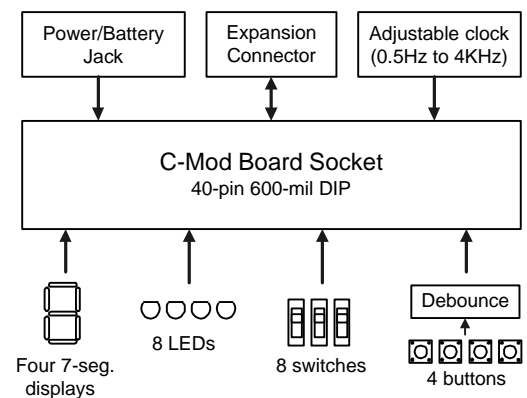 Power/Battery
Jack
Expansion
Connector
Adjustable clock
(0.5Hz to 4KHz)
C-Mod Board Socket
40-pin 600-mil DIP
Four 7-seg.
displays
8 LEDs
8 switches
Debounce
4 buttons